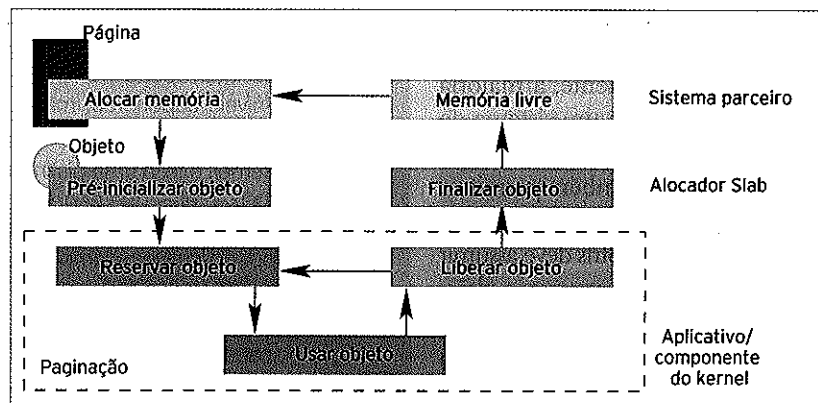 Página
Alocar memória
Memória livre
Sistema parceiro
Objeto
Pré-inicializar objeto
Finalizar objeto
Alocador Slab
Reservar objeto
Liberar objeto
Usar objeto
Paginação
Aplicativo/
componente
do kernel